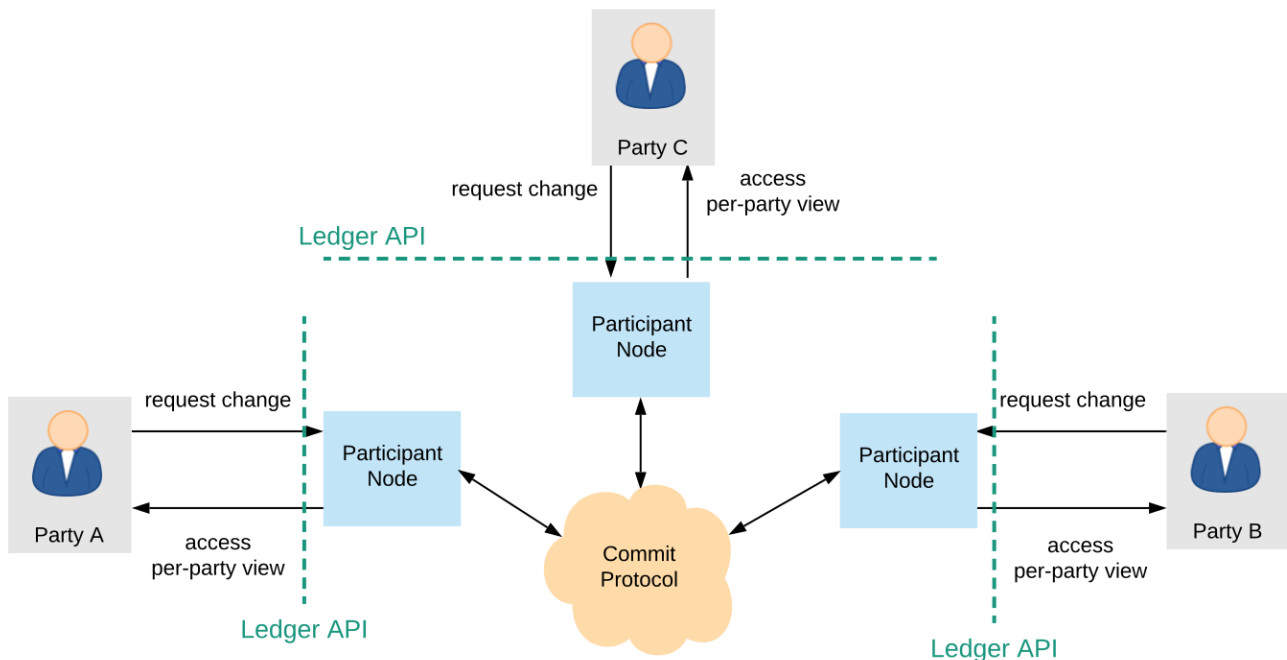 Party C
request change
access
per-party view
Ledger API
Participant
Node
request change
Participant
Node
Party A
access
per-party view
Ledger API
Commit
Protocol
request change
Participant
Node
Party B
access
per-party view
Ledger API